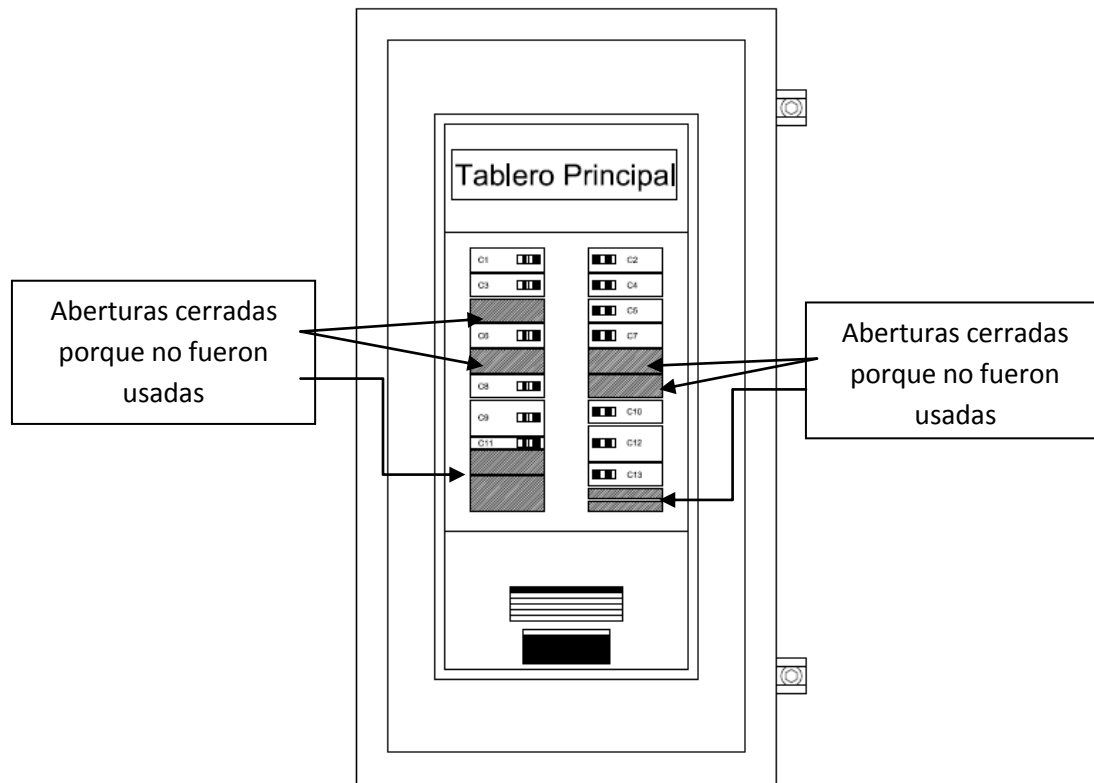 Tablero Principal
C1
C2
C3
C4
C5
C6
C7
C8
C9
C10
C11
C12
C13
Aberturas cerradas
porque no fueron
usadas
Aberturas cerradas
porque no fueron
usadas